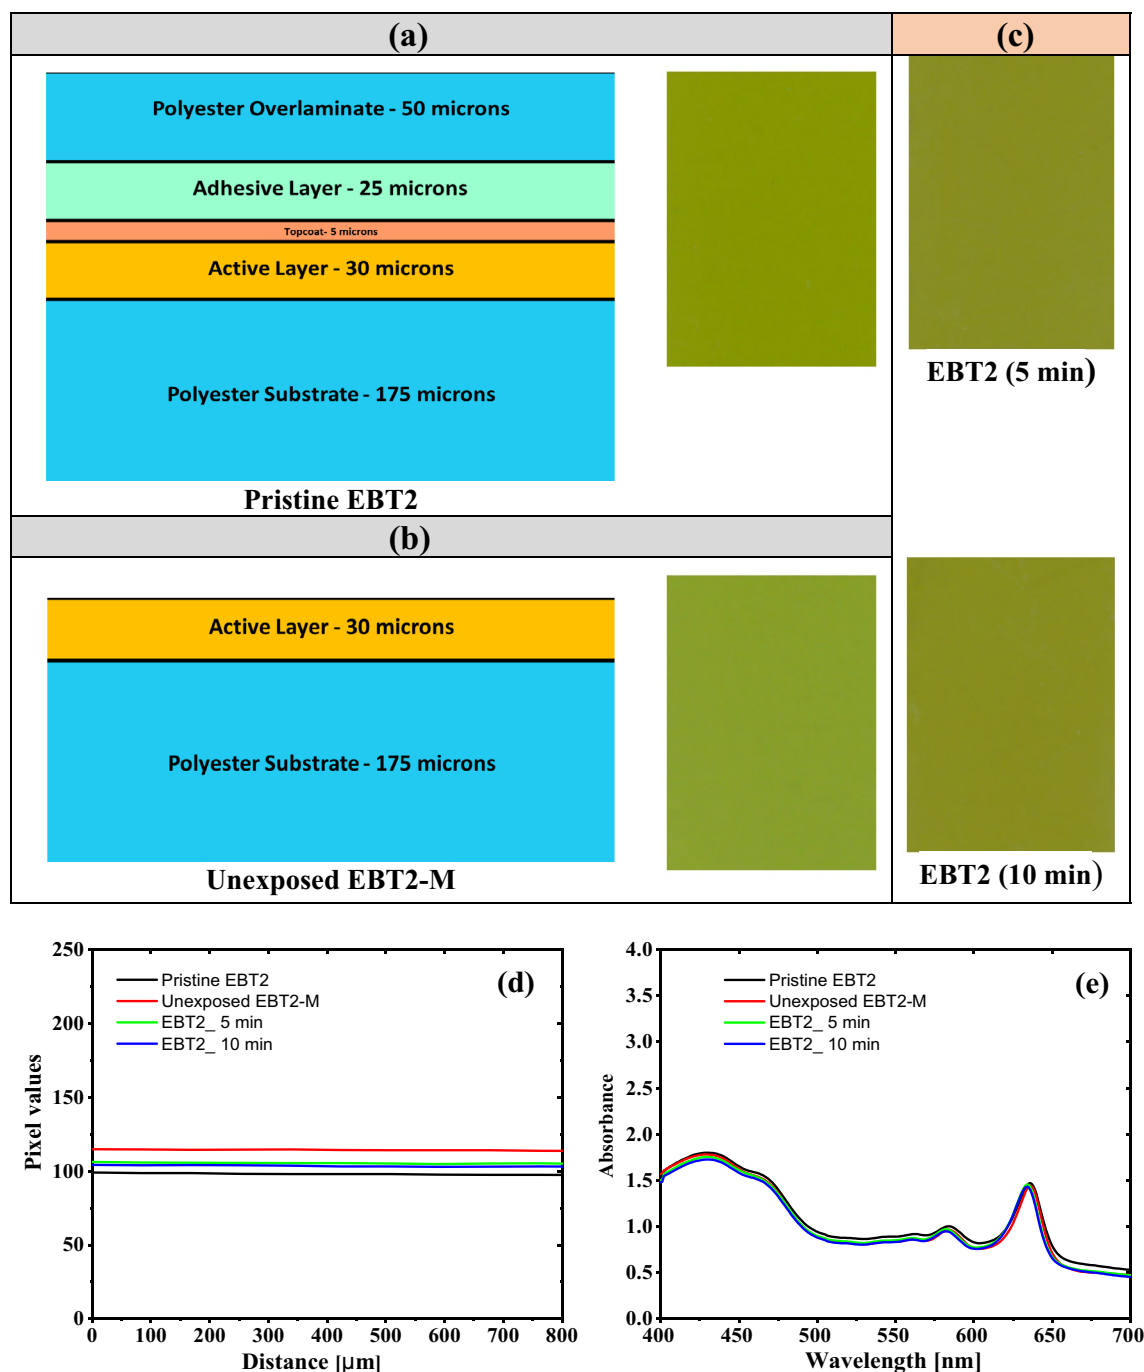 (a)
(c)
Polyester Overlaminate - 50 microns
Adhesive Layer - 25 microns
Topcoat- 5 microns
Active Layer - 30 microns
Polyester Substrate - 175 microns
Pristine EBT2
EBT2 (5 min)
(b)
Active Layer - 30 microns
Polyester Substrate - 175 microns
Unexposed EBT2-M
EBT2 (10 min)
250
200
150
100
50
0
Pixel values
Pristine EBT2
Unexposed EBT2-M
EBT2_ 5 min
EBT2_ 10 min
(d)
0 100 200 300 400 500 600 700 800
Distance [µm]
4.0
3.5
3.0
2.5
2.0
1.5
1.0
0.5
0.0
Absorbance
Pristine EBT2
Unexposed EBT2-M
EBT2_ 5 min
EBT2_ 10 min
(e)
400 450 500 550 600 650 700
Wavelength [nm]